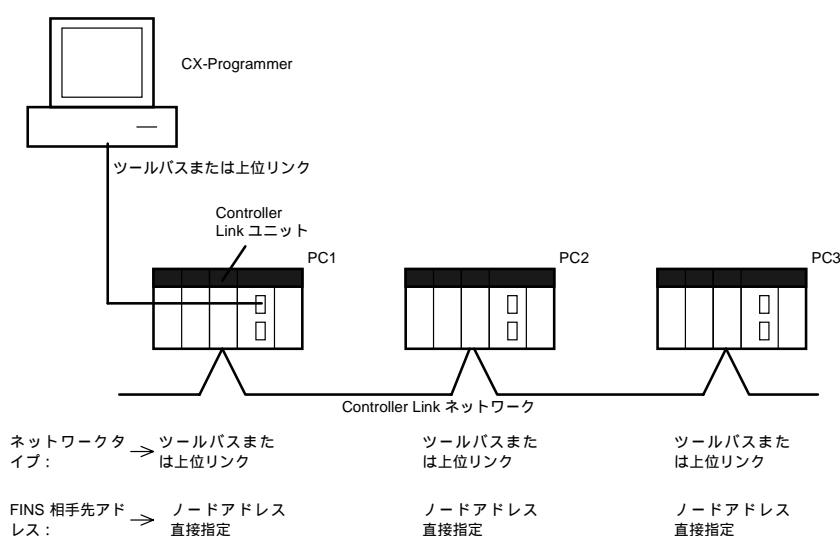 CX-Programmer
ツールバスまたは上位リンク
Controller
Link ユニット
PC1
PC2
PC3
Controller Link ネットワーク
ネットワークタ
イプ：
ツールバスまた
は上位リンク
ツールバスまた
は上位リンク
ツールバスまた
は上位リンク
FINS 相手先アド
レス：
ノードアドレス
直接指定
ノードアドレス
直接指定
ノードアドレス
直接指定